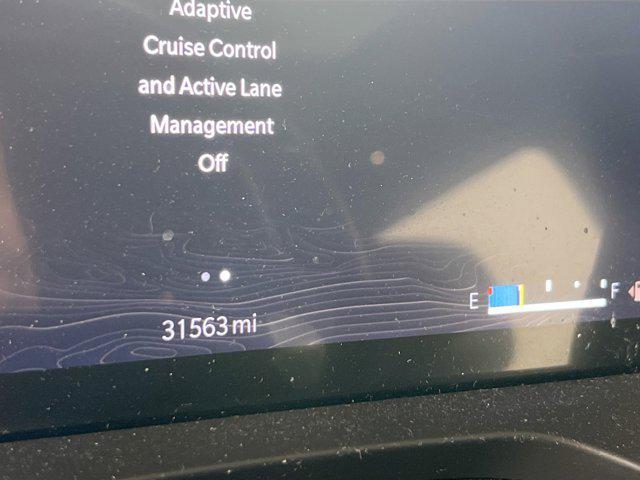 Adaptive
Cruise Control
and Active Lane
Management
Off
31563 mi
E F